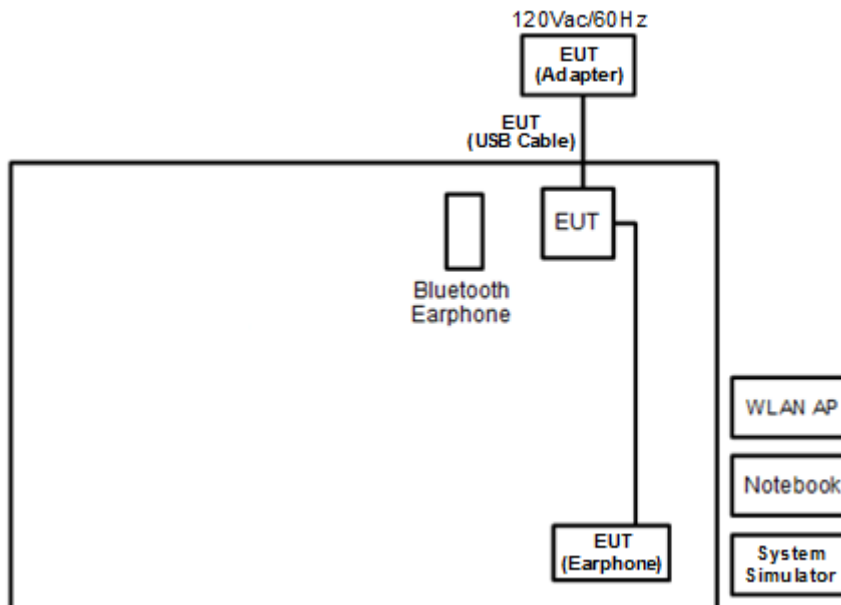 120Vac/60Hz
EUT
(Adapter)
EUT
(USB Cable)
EUT
Bluetooth
Earphone
WLAN AP
Notebook
EUT
(Earphone)
System
Simulator